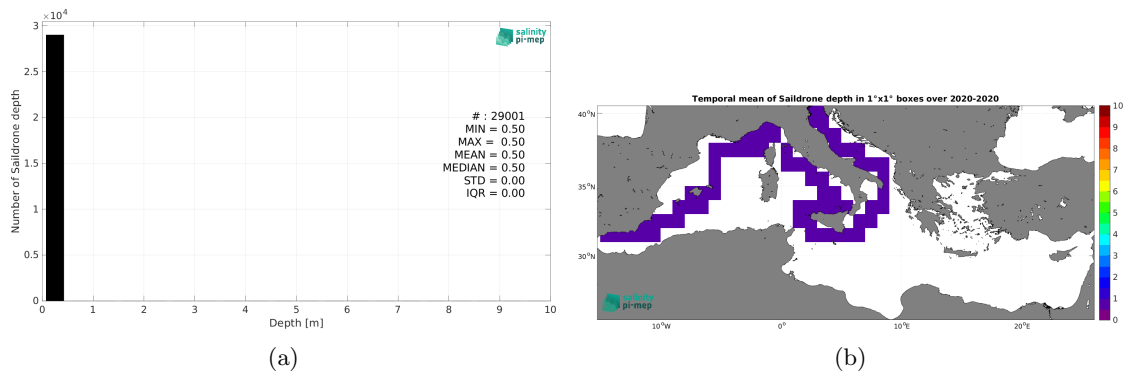 ×10⁴
3
2.5
2
1.5
1
0.5
0
Number of Saildrone depth
salinity
pi-mep
# : 29001
MIN = 0.50
MAX = 0.50
MEAN = 0.50
MEDIAN = 0.50
STD = 0.00
IQR = 0.00
0 1 2 3 4 5 6 7 8 9 10
Depth [m]
(a)
Temporal mean of Saildrone depth in 1°x1° boxes over 2020-2020
40°N
35°N
30°N
salinity
pi-mep
10°W 0° 10°E 20°E
10
9
8
7
6
5
4
3
2
1
0
(b)